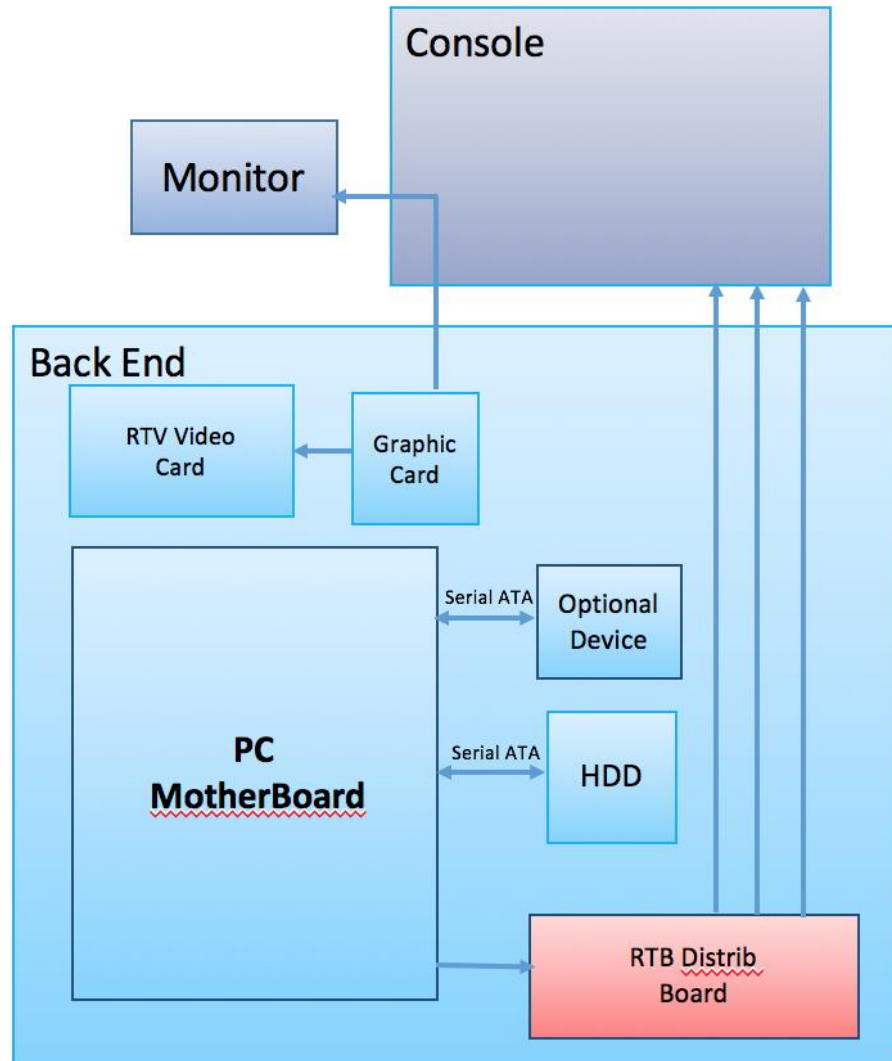 Console
Monitor
Back End
RTV Video
Card
Graphic
Card
Serial ATA
Optional
Device
PC
MotherBoard
Serial ATA
HDD
RTB Distrib
Board